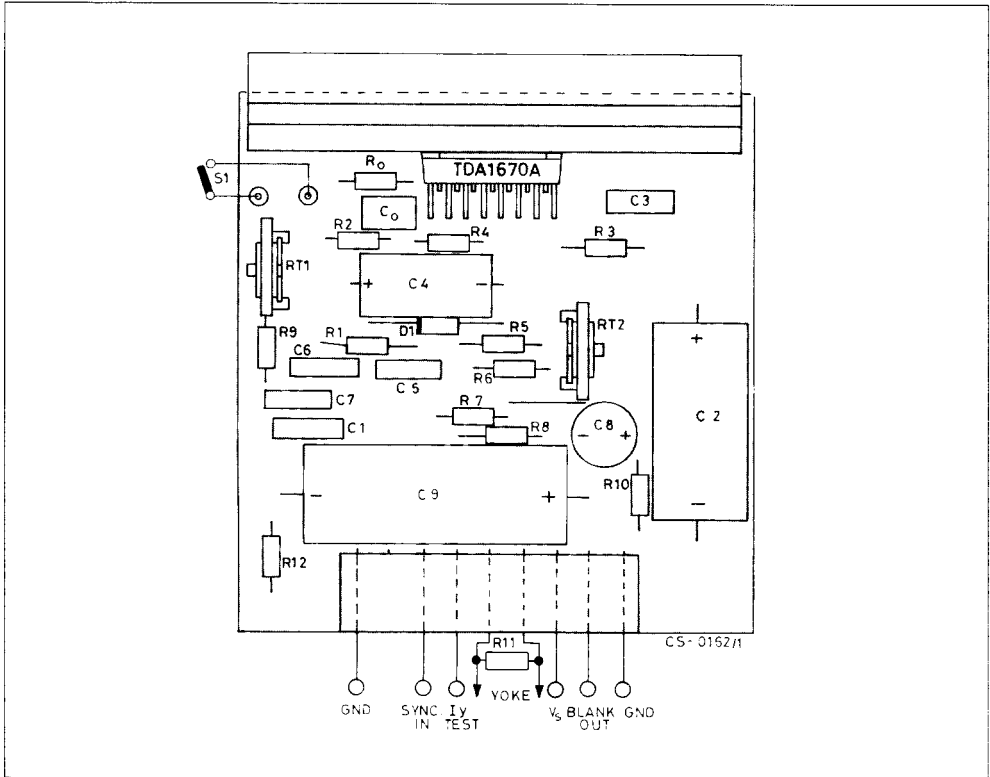 TDA1670A
S1
Ro
C3
Co
R2
R4
R3
RT1
+ C4 -
D1
R9
R1
R5
RT2
C6
C5
R6
+
C7
R7
C2
C1
R8
- C8 +
- C9 +
R10
-
R12
CS-0162/1
R11
YOKE
GND
SYNC. IN
Iy TEST
Vs
BLANK OUT
GND